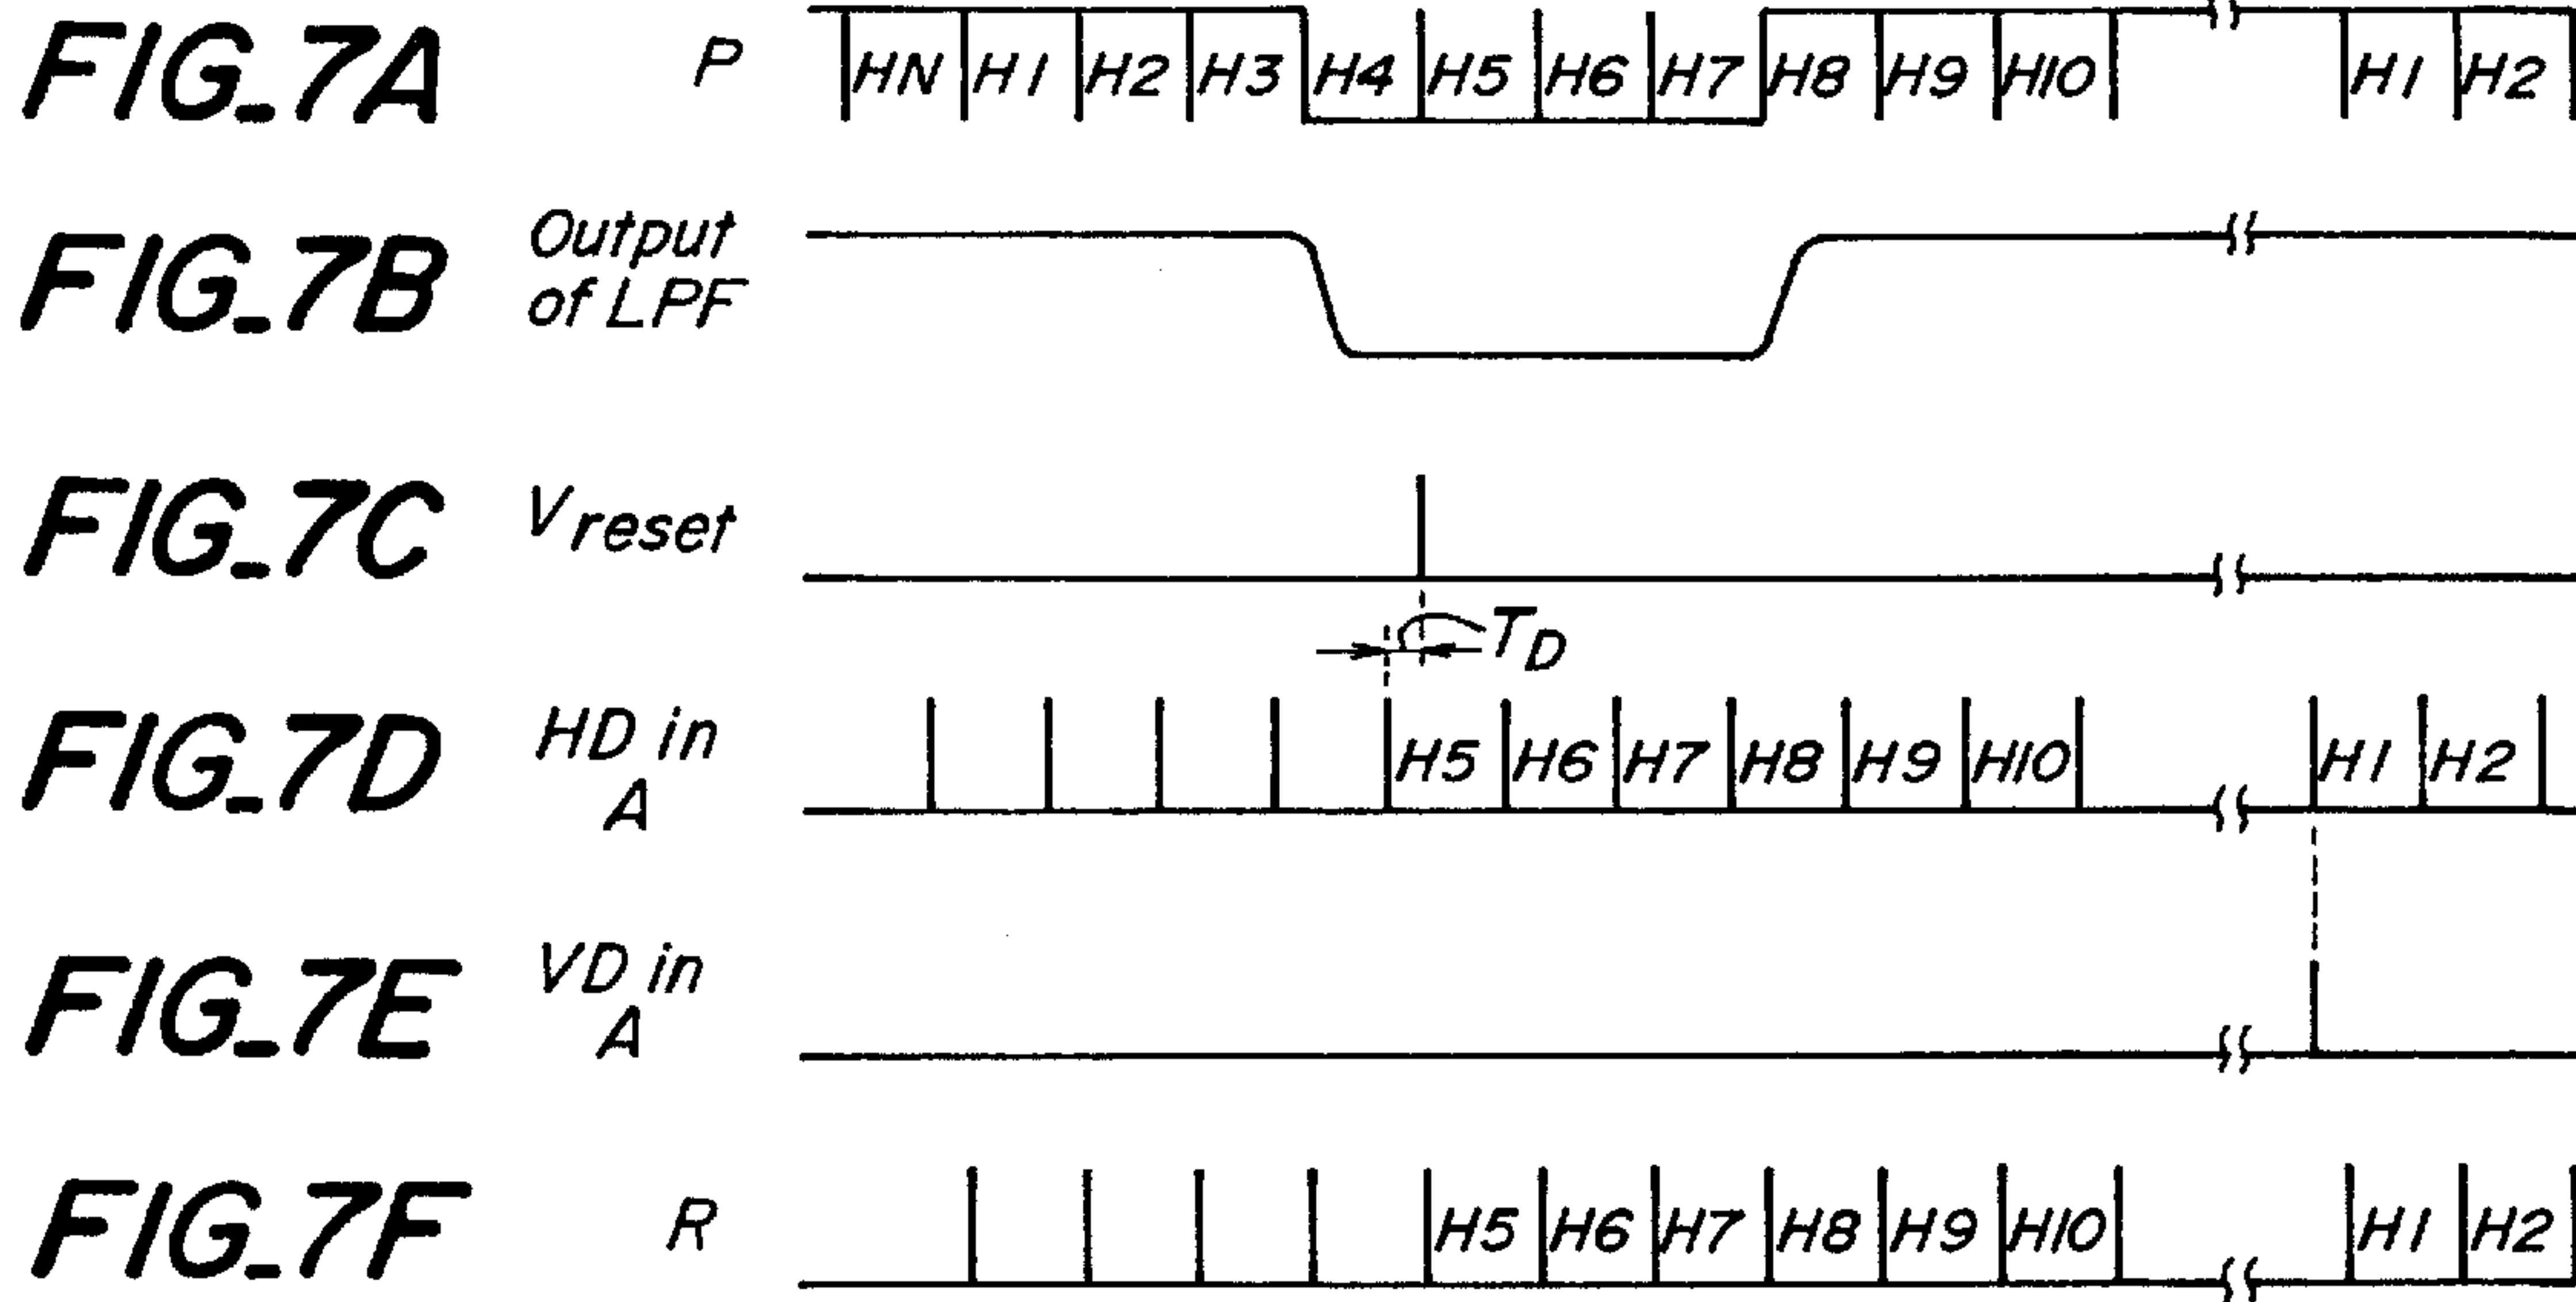 FIG_7A P HN H1 H2 H3 H4 H5 H6 H7 H8 H9 H10 H1 H2
FIG_7B Output
of LPF
FIG_7C Vreset
TD
FIG_7D HD in
A
H5 H6 H7 H8 H9 H10 H1 H2
FIG_7E VD in
A
FIG_7F R H5 H6 H7 H8 H9 H10 H1 H2